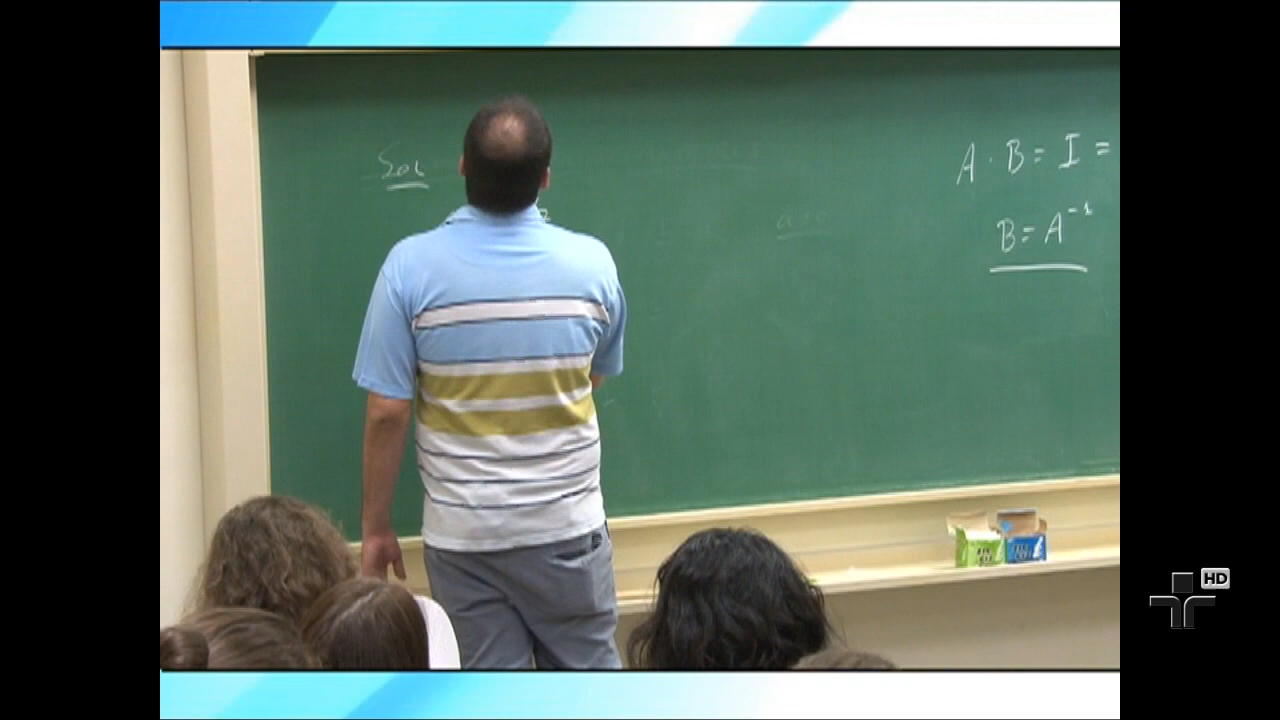 Sol
A · B = I =
B = A⁻¹
HD